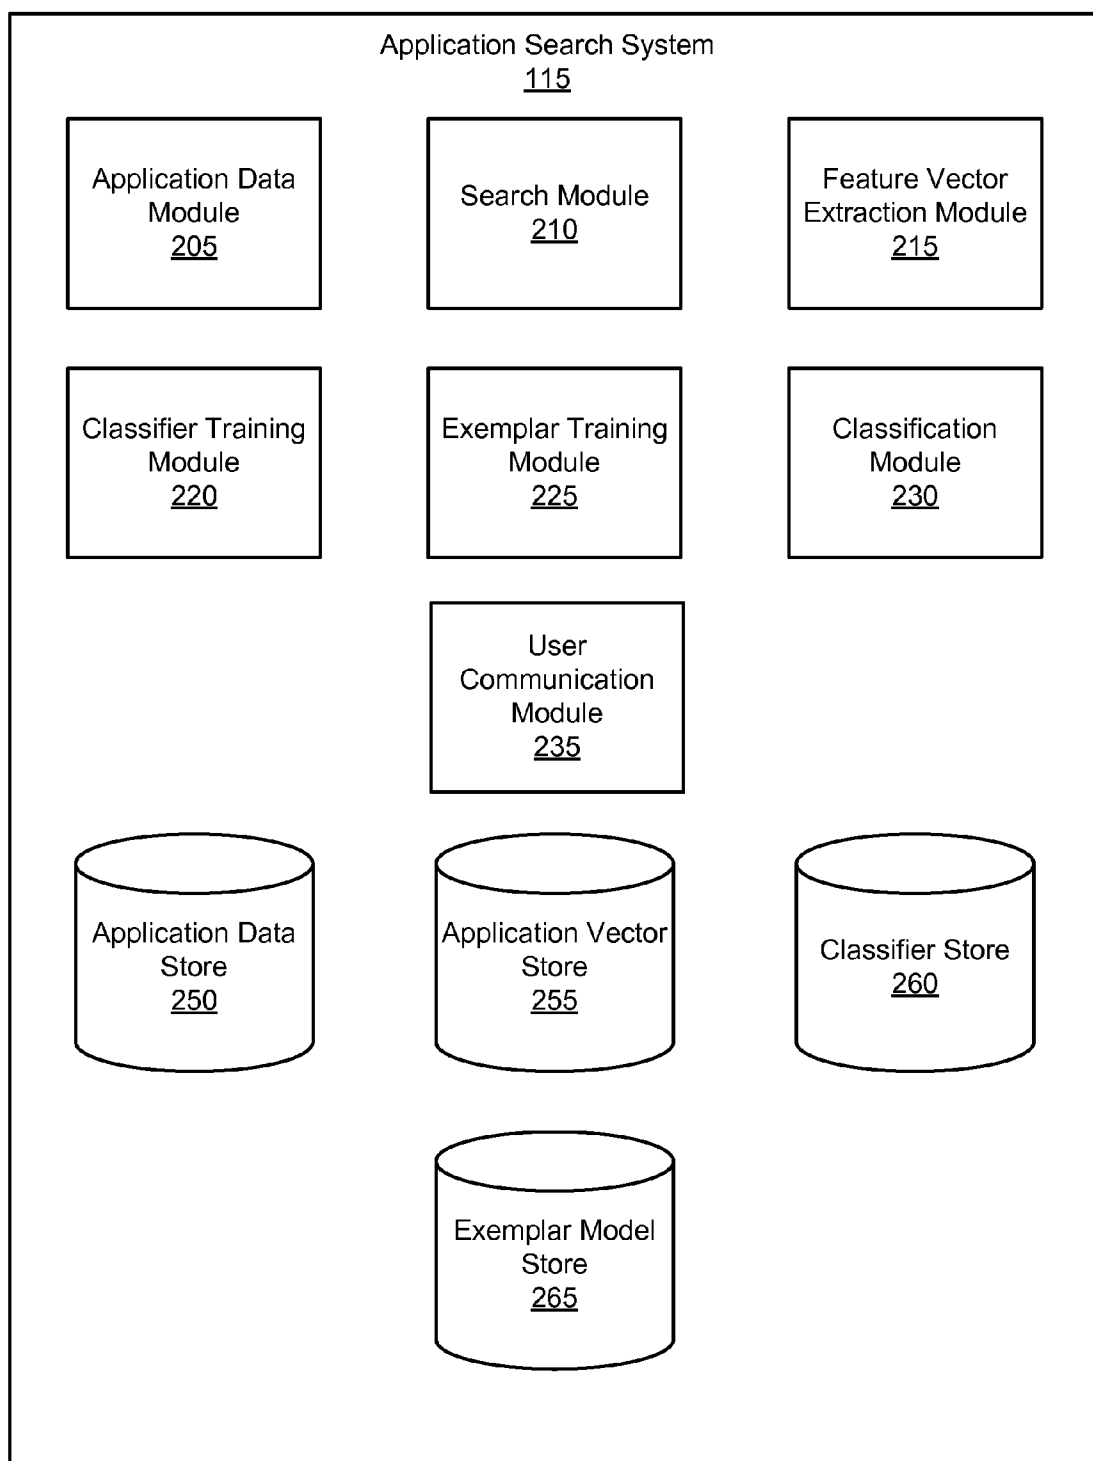 Application Search System
115
Application Data
Module
205
Search Module
210
Feature Vector
Extraction Module
215
Classifier Training
Module
220
Exemplar Training
Module
225
Classification
Module
230
User
Communication
Module
235
Application Data
Store
250
Application Vector
Store
255
Classifier Store
260
Exemplar Model
Store
265